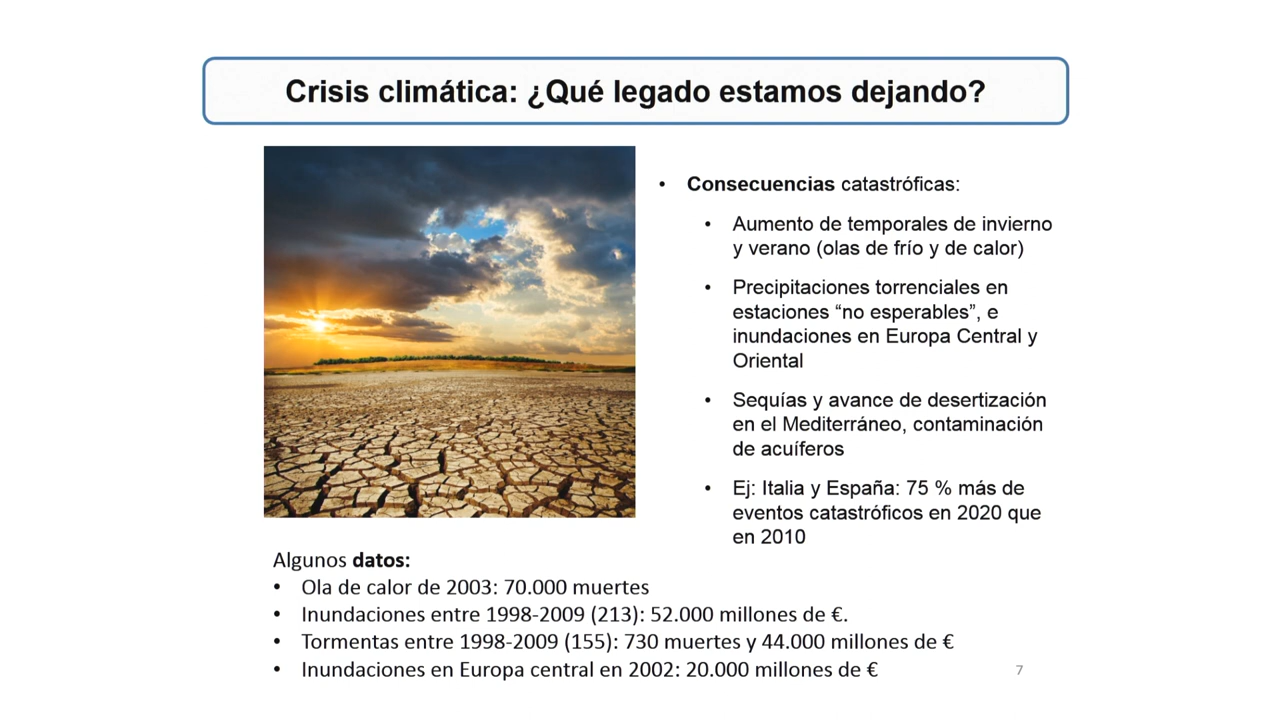 Crisis climática: ¿Qué legado estamos dejando?
• Consecuencias catastróficas:
• Aumento de temporales de invierno
y verano (olas de frío y de calor)
• Precipitaciones torrenciales en
estaciones “no esperables”, e
inundaciones en Europa Central y
Oriental
• Sequías y avance de desertización
en el Mediterráneo, contaminación
de acuíferos
• Ej: Italia y España: 75 % más de
eventos catastróficos en 2020 que
en 2010
Algunos datos:
• Ola de calor de 2003: 70.000 muertes
• Inundaciones entre 1998-2009 (213): 52.000 millones de €.
• Tormentas entre 1998-2009 (155): 730 muertes y 44.000 millones de €
• Inundaciones en Europa central en 2002: 20.000 millones de €
7